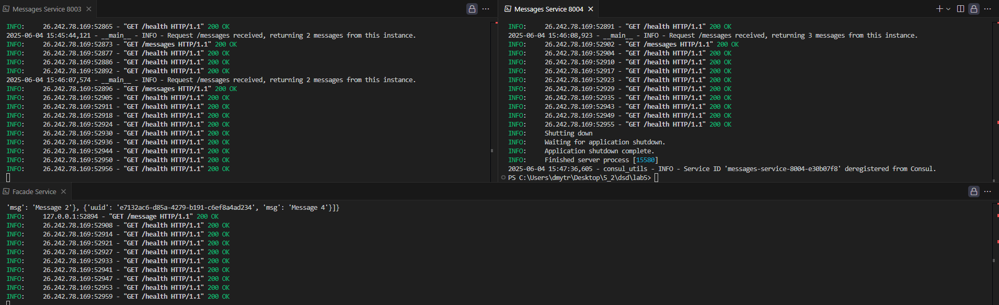 Messages Service 8003
INFO:     26.242.78.169:52865 - "GET /health HTTP/1.1" 200 OK
2025-06-04 15:45:44,121 - __main__ - INFO - Request /messages received, returning 2 messages from this instance.
INFO:     26.242.78.169:52873 - "GET /messages HTTP/1.1" 200 OK
INFO:     26.242.78.169:52877 - "GET /health HTTP/1.1" 200 OK
INFO:     26.242.78.169:52886 - "GET /health HTTP/1.1" 200 OK
INFO:     26.242.78.169:52892 - "GET /health HTTP/1.1" 200 OK
2025-06-04 15:46:07,574 - __main__ - INFO - Request /messages received, returning 2 messages from this instance.
INFO:     26.242.78.169:52896 - "GET /messages HTTP/1.1" 200 OK
INFO:     26.242.78.169:52905 - "GET /health HTTP/1.1" 200 OK
INFO:     26.242.78.169:52911 - "GET /health HTTP/1.1" 200 OK
INFO:     26.242.78.169:52918 - "GET /health HTTP/1.1" 200 OK
INFO:     26.242.78.169:52924 - "GET /health HTTP/1.1" 200 OK
INFO:     26.242.78.169:52930 - "GET /health HTTP/1.1" 200 OK
INFO:     26.242.78.169:52936 - "GET /health HTTP/1.1" 200 OK
INFO:     26.242.78.169:52944 - "GET /health HTTP/1.1" 200 OK
INFO:     26.242.78.169:52950 - "GET /health HTTP/1.1" 200 OK
INFO:     26.242.78.169:52956 - "GET /health HTTP/1.1" 200 OK
Messages Service 8004
INFO:     26.242.78.169:52891 - "GET /health HTTP/1.1" 200 OK
2025-06-04 15:46:08,923 - __main__ - INFO - Request /messages received, returning 3 messages from this instance.
INFO:     26.242.78.169:52902 - "GET /messages HTTP/1.1" 200 OK
INFO:     26.242.78.169:52904 - "GET /health HTTP/1.1" 200 OK
INFO:     26.242.78.169:52910 - "GET /health HTTP/1.1" 200 OK
INFO:     26.242.78.169:52917 - "GET /health HTTP/1.1" 200 OK
INFO:     26.242.78.169:52923 - "GET /health HTTP/1.1" 200 OK
INFO:     26.242.78.169:52929 - "GET /health HTTP/1.1" 200 OK
INFO:     26.242.78.169:52935 - "GET /health HTTP/1.1" 200 OK
INFO:     26.242.78.169:52943 - "GET /health HTTP/1.1" 200 OK
INFO:     26.242.78.169:52949 - "GET /health HTTP/1.1" 200 OK
INFO:     26.242.78.169:52955 - "GET /health HTTP/1.1" 200 OK
INFO:     Shutting down
INFO:     Waiting for application shutdown.
INFO:     Application shutdown complete.
INFO:     Finished server process [15580]
2025-06-04 15:47:36,605 - consul_utils - INFO - Service ID 'messages-service-8004-e30b07f8' deregistered from Consul.
PS C:\Users\dmytr\Desktop\5_2\dsd\lab5>
Facade Service
'msg': 'Message 2'}, {'uuid': 'e7132ac6-d85a-4279-b191-c6ef8a4ad234', 'msg': 'Message 4'}]}
INFO:     127.0.0.1:52894 - "GET /message HTTP/1.1" 200 OK
INFO:     26.242.78.169:52908 - "GET /health HTTP/1.1" 200 OK
INFO:     26.242.78.169:52914 - "GET /health HTTP/1.1" 200 OK
INFO:     26.242.78.169:52921 - "GET /health HTTP/1.1" 200 OK
INFO:     26.242.78.169:52927 - "GET /health HTTP/1.1" 200 OK
INFO:     26.242.78.169:52933 - "GET /health HTTP/1.1" 200 OK
INFO:     26.242.78.169:52941 - "GET /health HTTP/1.1" 200 OK
INFO:     26.242.78.169:52947 - "GET /health HTTP/1.1" 200 OK
INFO:     26.242.78.169:52953 - "GET /health HTTP/1.1" 200 OK
INFO:     26.242.78.169:52959 - "GET /health HTTP/1.1" 200 OK